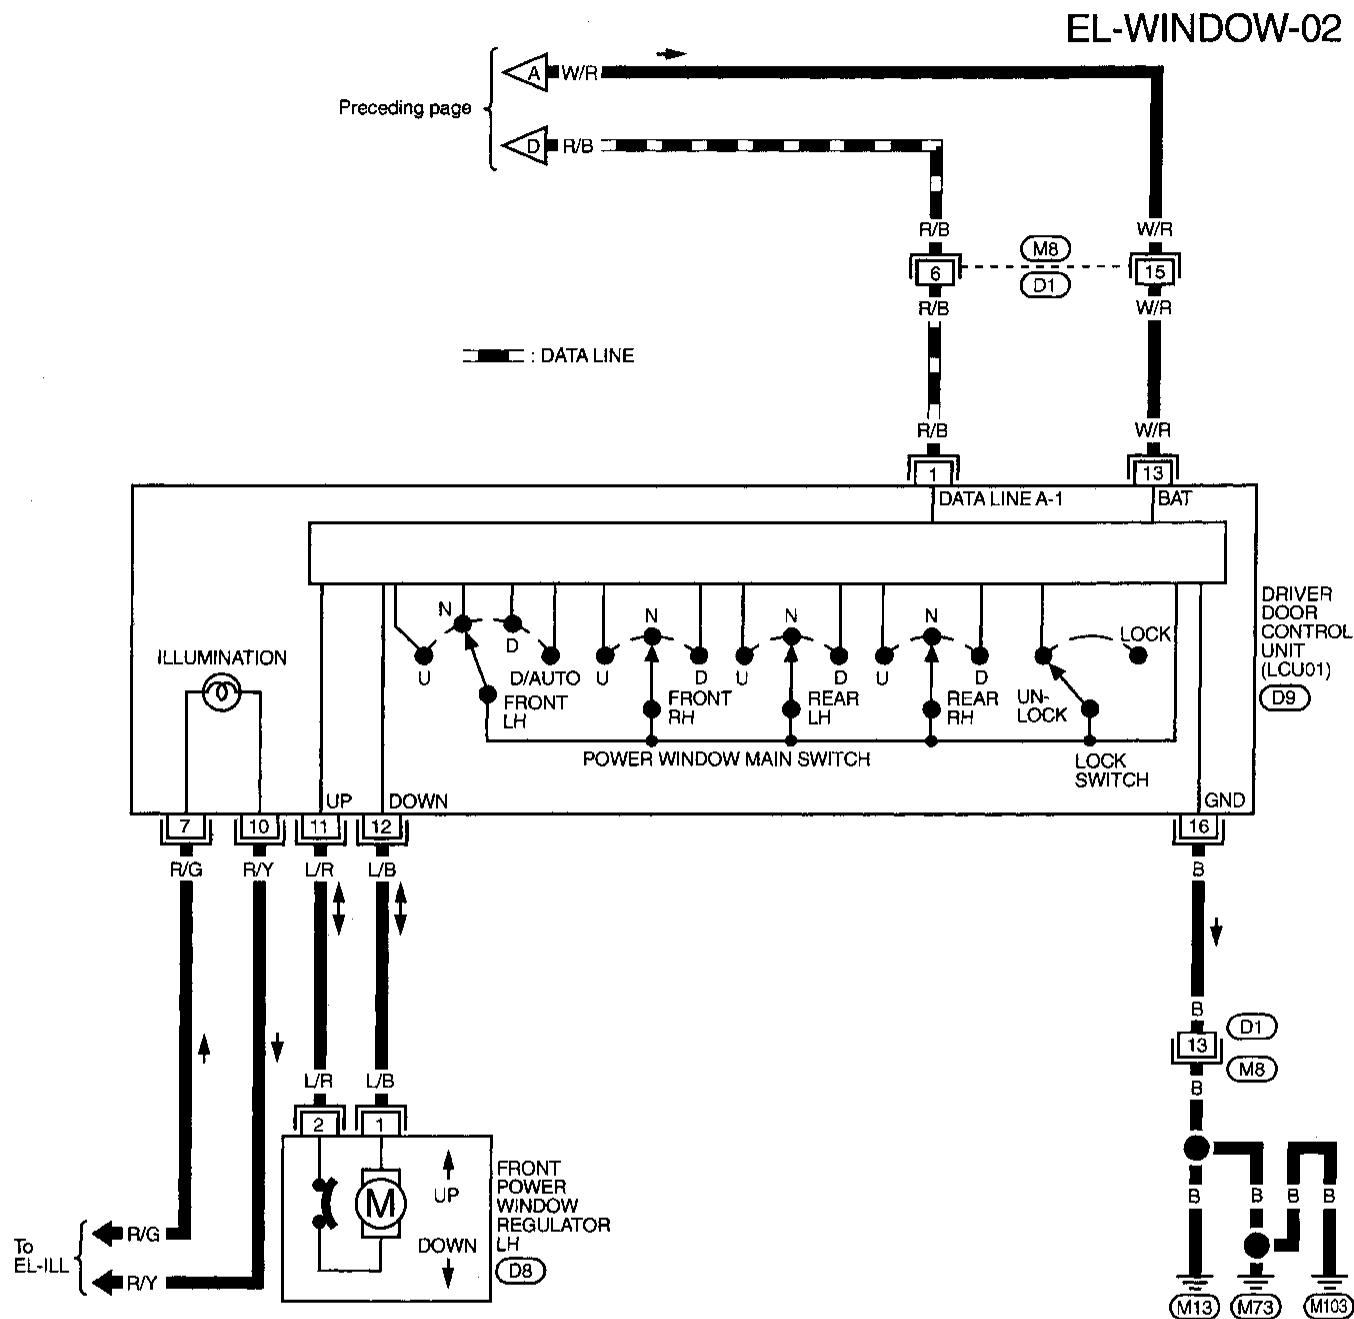 EL-WINDOW-02
Preceding page
A W/R
D R/B
R/B
W/R
6
M8
D1
15
R/B
W/R
: DATA LINE
R/B
W/R
1
13
DATA LINE A-1
BAT
DRIVER
DOOR
CONTROL
UNIT
(LCU01)
D9
ILLUMINATION
N
D
U
D/AUTO
FRONT
LH
N
U
D
FRONT
RH
N
U
D
REAR
LH
N
U
D
REAR
RH
LOCK
UN-
LOCK
LOCK
SWITCH
POWER WINDOW MAIN SWITCH
UP
DOWN
GND
7
10
11
12
16
R/G
R/Y
L/R
L/B
B
B
13
D1
M8
B
L/R
L/B
2
1
M
UP
DOWN
FRONT
POWER
WINDOW
REGULATOR
LH
D8
B
B
B
B
To
EL-ILL
R/G
R/Y
M13
M73
M103